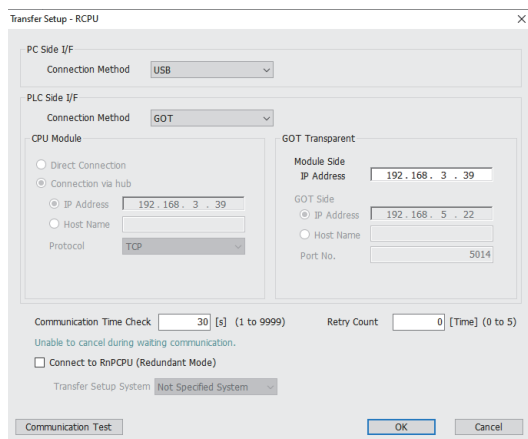 Transfer Setup - RCPU
PC Side I/F
Connection Method USB
PLC Side I/F
Connection Method GOT
CPU Module
Direct Connection
Connection via hub
IP Address 192 . 168 . 3 . 39
Host Name
Protocol TCP
GOT Transparent
Module Side
IP Address 192 . 168 . 3 . 39
GOT Side
IP Address 192 . 168 . 5 . 22
Host Name
Port No. 5014
Communication Time Check 30 [s] (1 to 9999) Retry Count 0 [Time] (0 to 5)
Unable to cancel during waiting communication.
Connect to RnPCPU (Redundant Mode)
Transfer Setup System Not Specified System
Communication Test OK Cancel